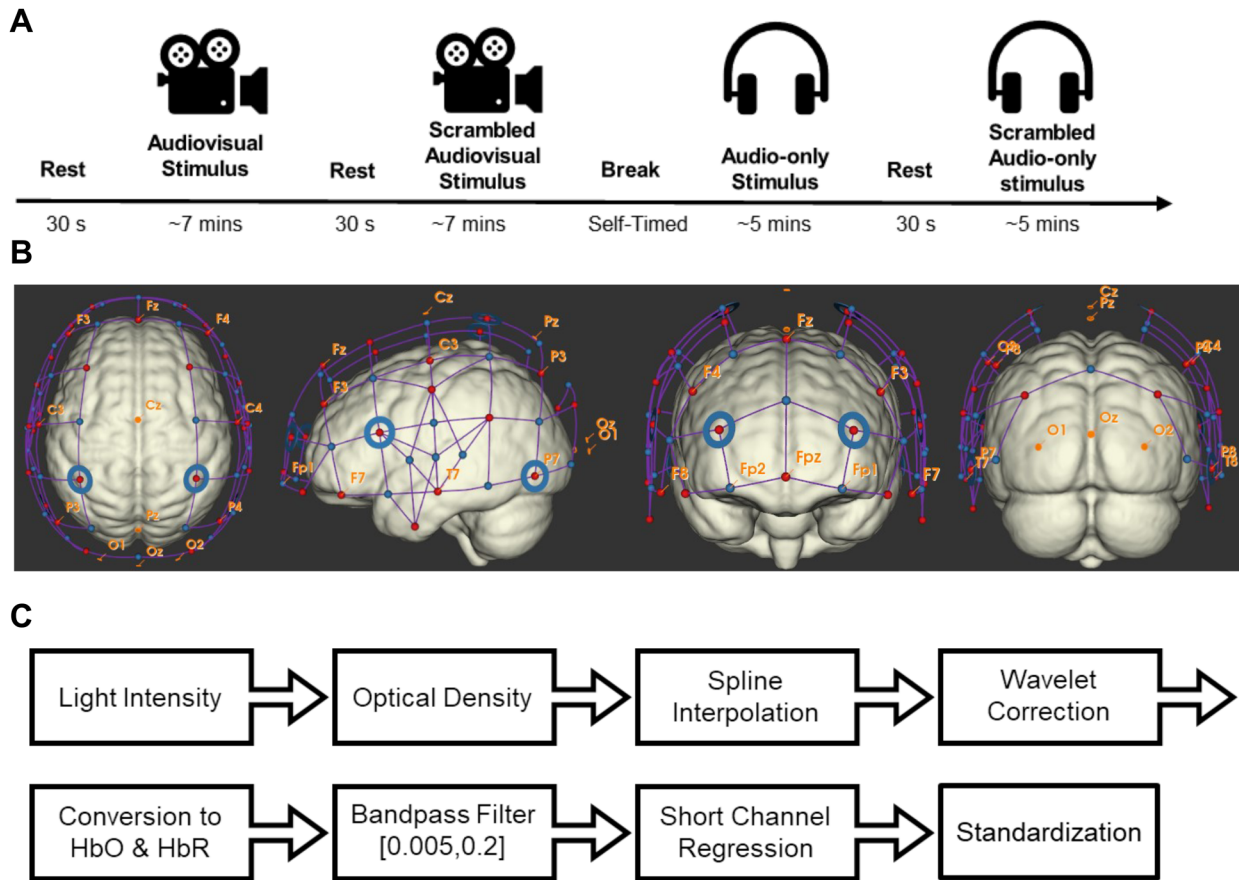 A
Audiovisual
Stimulus
Scrambled
Audiovisual
Stimulus
Audio-only
Stimulus
Scrambled
Audio-only
stimulus
Rest
Rest
Break
Rest
30 s
~7 mins
30 s
~7 mins
Self-Timed
~5 mins
30 s
~5 mins
B
Fz
F3
F4
C3
Cz
C4
P3
Pz
P4
O1
Oz
O2
Cz
Pz
Fz
C3
P3
F3
Oz
O1
Fp1
F7
T7
P7
Fz
F4
F3
F8
Fp2
Fpz
Fp1
F7
Cz
Pz
O1
Oz
O2
P7
T7
P8
T8
C
Light Intensity
Optical Density
Spline
Interpolation
Wavelet
Correction
Conversion to
HbO & HbR
Bandpass Filter
[0.005,0.2]
Short Channel
Regression
Standardization